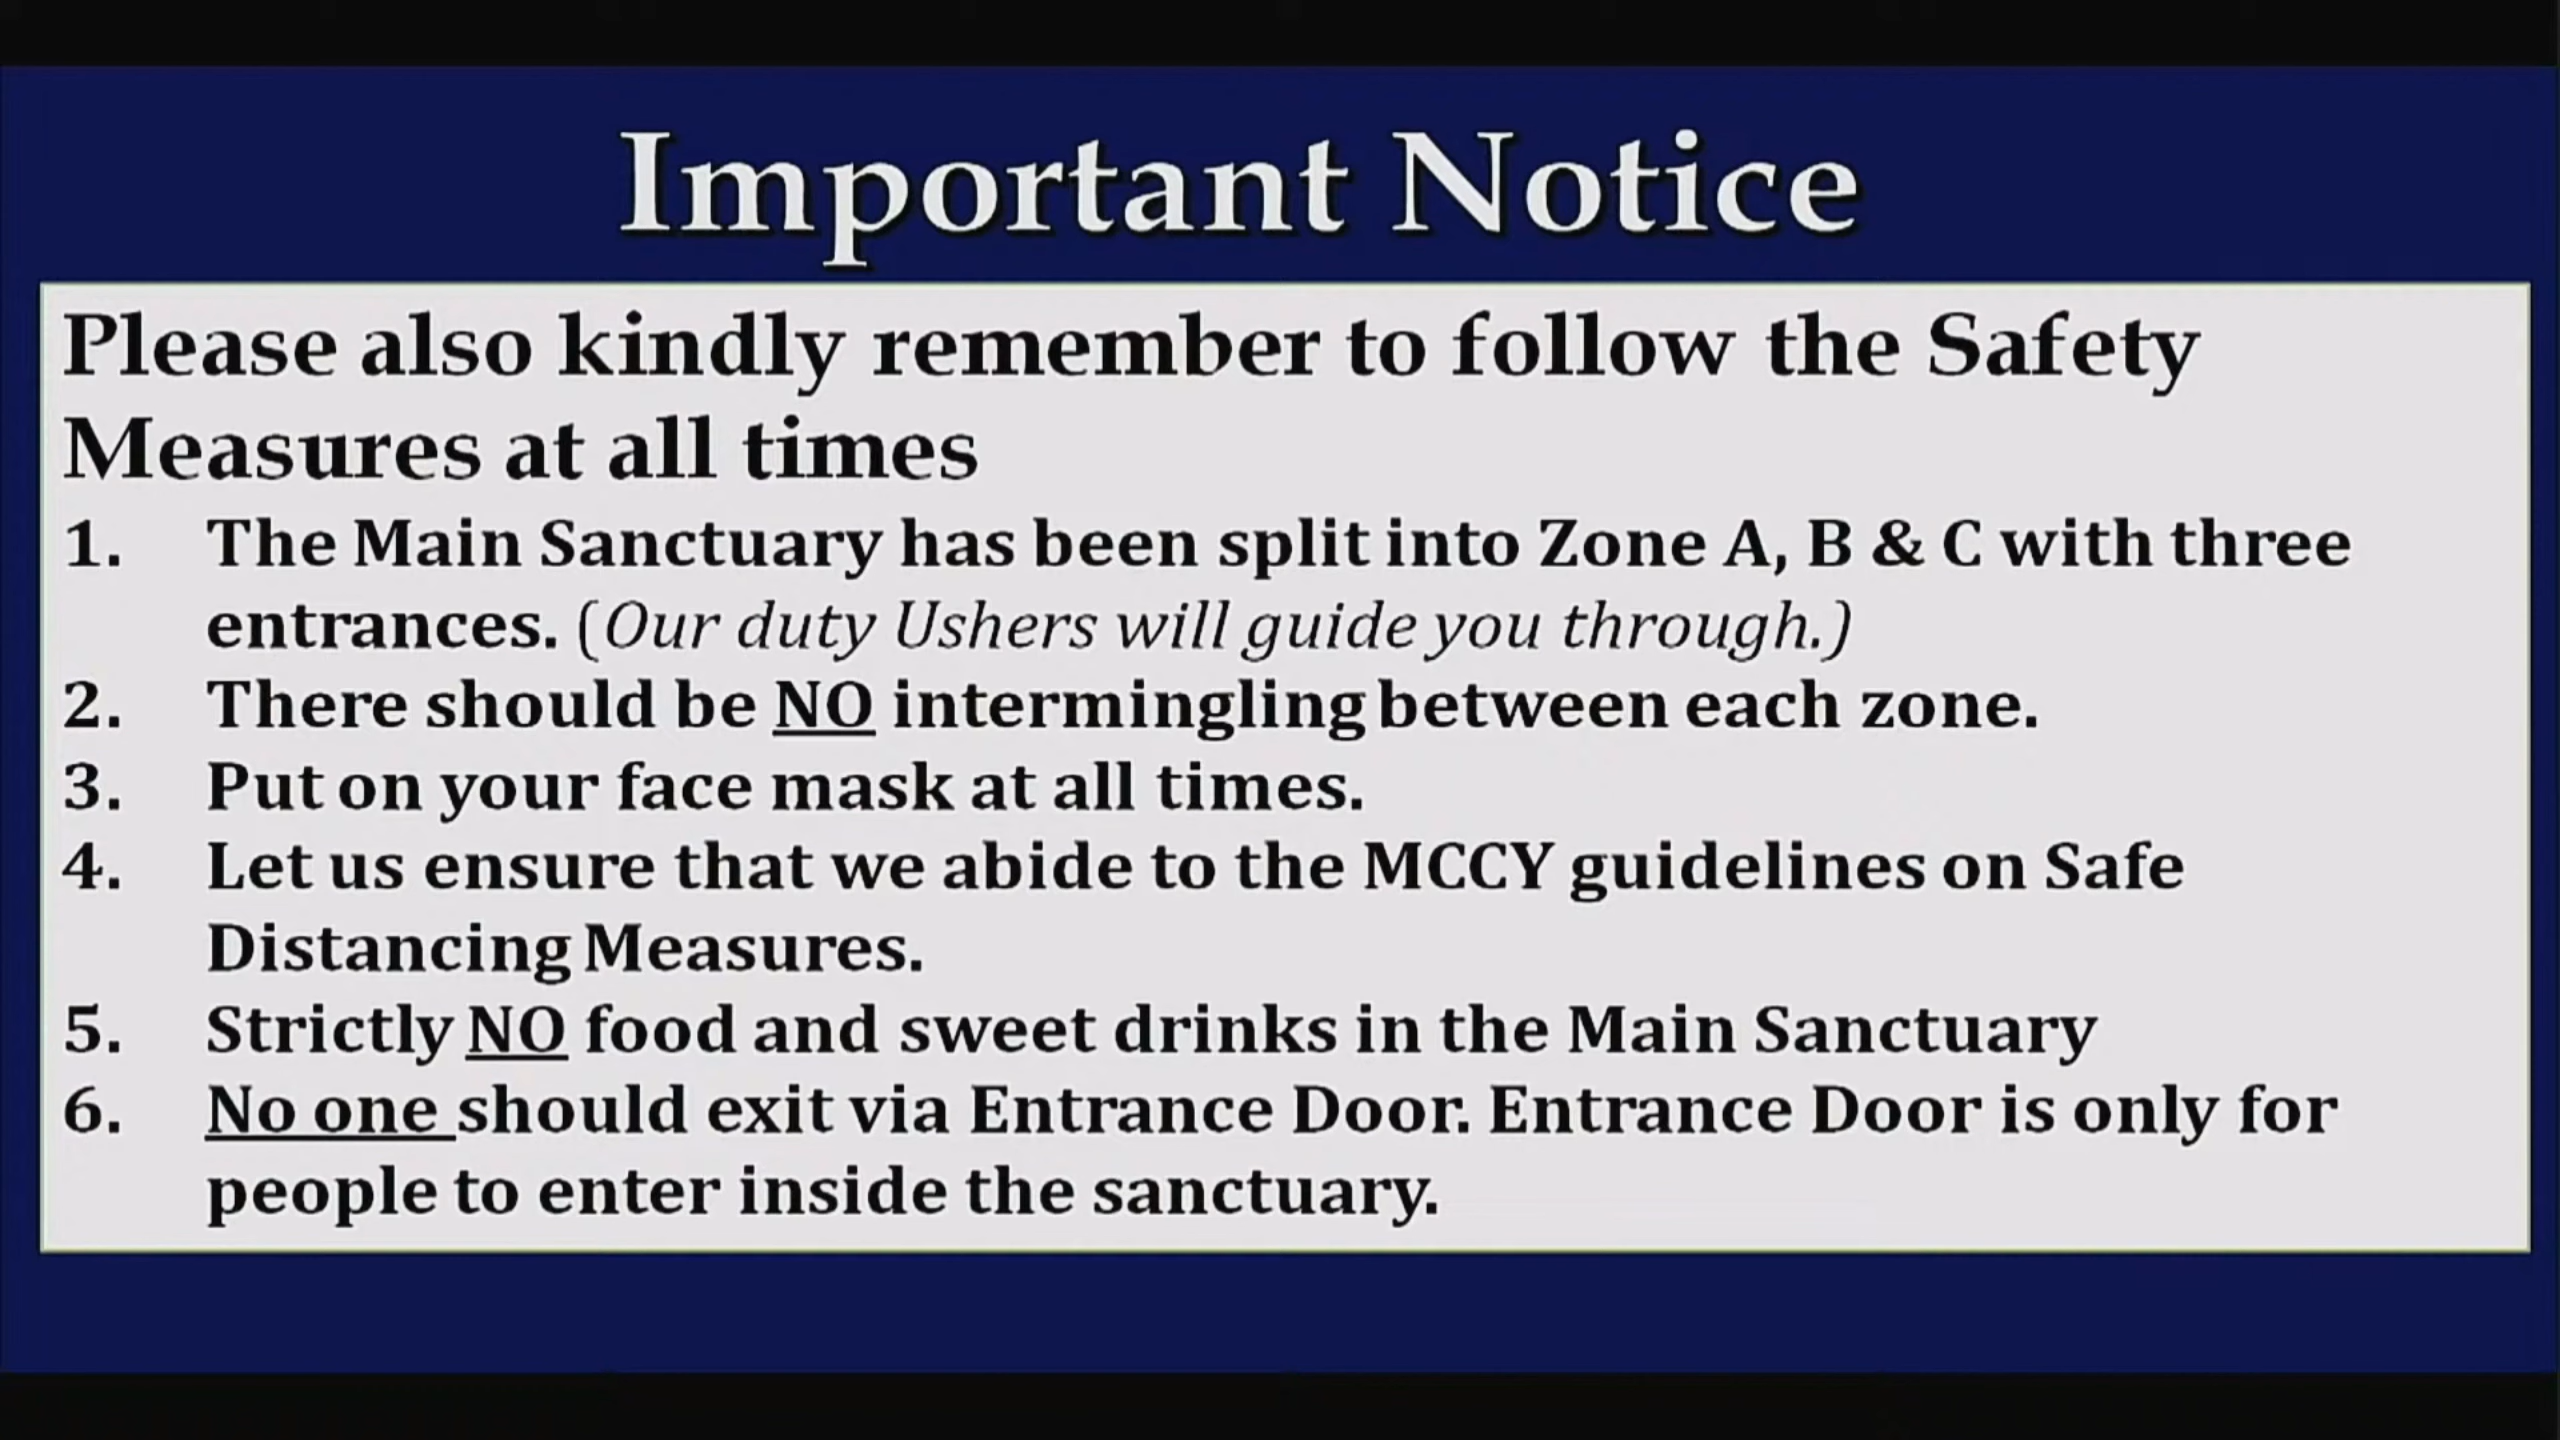 Important Notice
Please also kindly remember to follow the Safety
Measures at all times
1. The Main Sanctuary has been split into Zone A, B & C with three
entrances. (Our duty Ushers will guide you through.)
2. There should be NO intermingling between each zone.
3. Put on your face mask at all times.
4. Let us ensure that we abide to the MCCY guidelines on Safe
Distancing Measures.
5. Strictly NO food and sweet drinks in the Main Sanctuary
6. No one should exit via Entrance Door. Entrance Door is only for
people to enter inside the sanctuary.